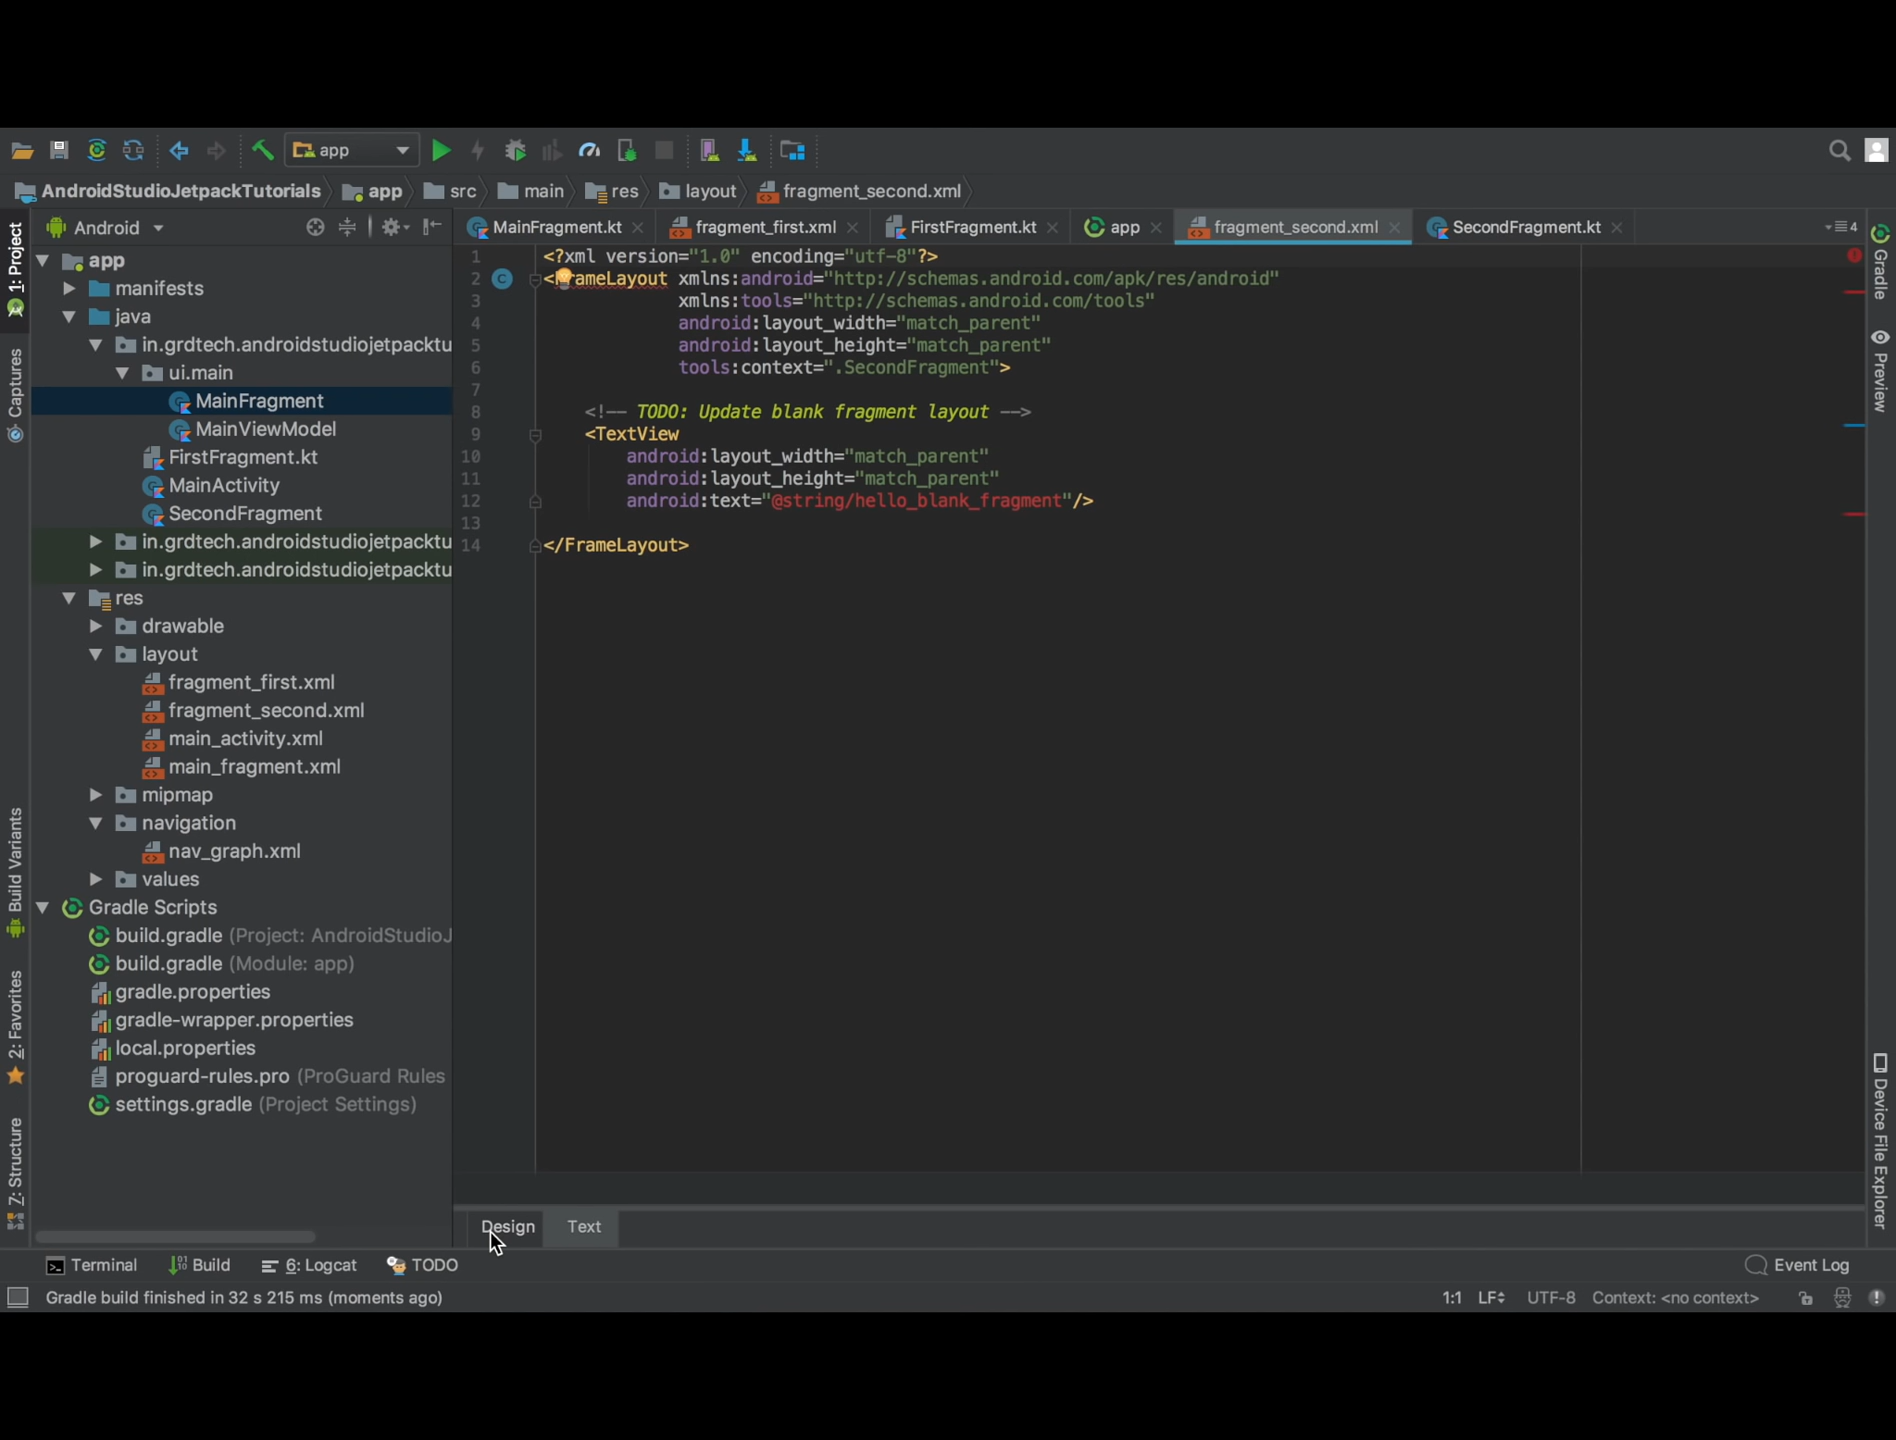 app
AndroidStudioJetpackTutorials app src main res layout fragment_second.xml
1: Project
Captures
Build Variants
2: Favorites
Z: Structure
Android
app
manifests
java
in.grdtech.androidstudiojetpacktu
ui.main
MainFragment
MainViewModel
FirstFragment.kt
MainActivity
SecondFragment
in.grdtech.androidstudiojetpacktu
in.grdtech.androidstudiojetpacktu
res
drawable
layout
fragment_first.xml
fragment_second.xml
main_activity.xml
main_fragment.xml
mipmap
navigation
nav_graph.xml
values
Gradle Scripts
build.gradle (Project: AndroidStudioJ
build.gradle (Module: app)
gradle.properties
gradle-wrapper.properties
local.properties
proguard-rules.pro (ProGuard Rules
settings.gradle (Project Settings)
MainFragment.kt fragment_first.xml FirstFragment.kt app fragment_second.xml SecondFragment.kt 4
1 <?xml version="1.0" encoding="utf-8"?>
2 <FrameLayout xmlns:android="http://schemas.android.com/apk/res/android"
3 xmlns:tools="http://schemas.android.com/tools"
4 android:layout_width="match_parent"
5 android:layout_height="match_parent"
6 tools:context=".SecondFragment">
7
8 <!-- TODO: Update blank fragment layout -->
9 <TextView
10 android:layout_width="match_parent"
11 android:layout_height="match_parent"
12 android:text="@string/hello_blank_fragment"/>
13
14 </FrameLayout>
Design Text
Gradle
Preview
Device File Explorer
Terminal Build 6: Logcat TODO Event Log
Gradle build finished in 32 s 215 ms (moments ago) 1:1 LF UTF-8 Context: <no context>